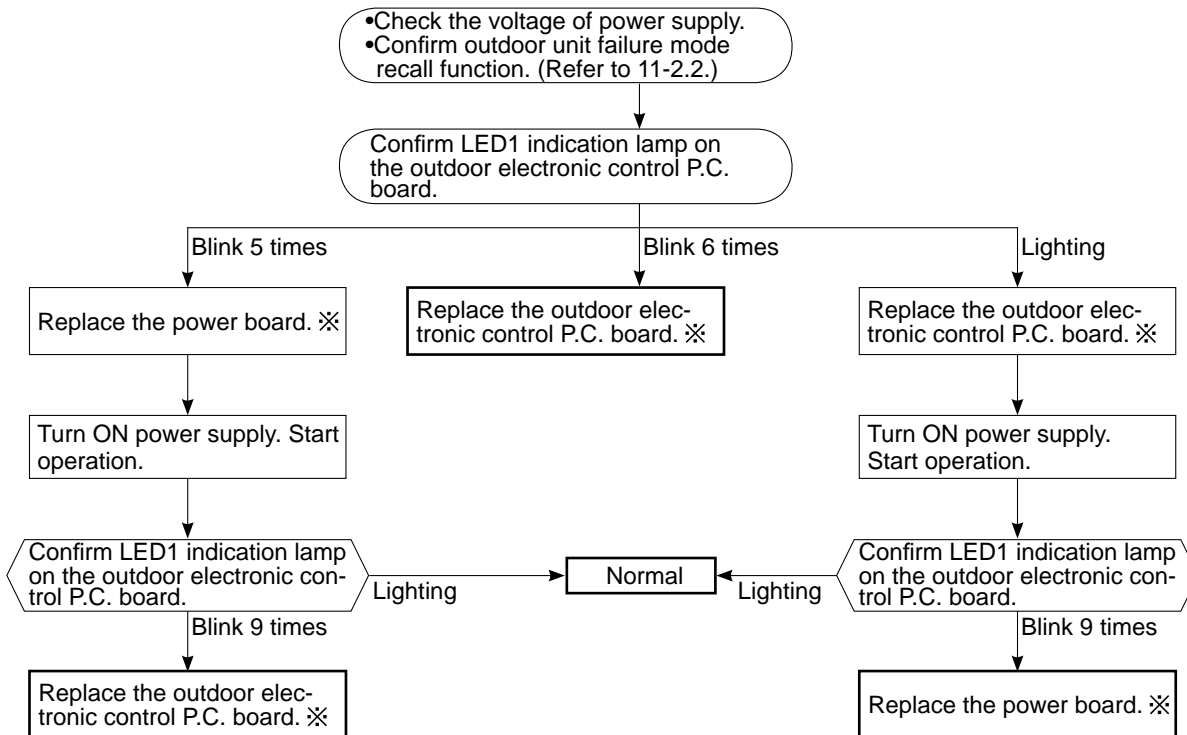 •Check the voltage of power supply.
•Confirm outdoor unit failure mode
recall function. (Refer to 11-2.2.)
Confirm LED1 indication lamp on
the outdoor electronic control P.C.
board.
Blink 5 times
Blink 6 times
Lighting
Replace the power board. ※
Replace the outdoor elec-
tronic control P.C. board. ※
Replace the outdoor elec-
tronic control P.C. board. ※
Turn ON power supply. Start
operation.
Turn ON power supply.
Start operation.
Confirm LED1 indication lamp
on the outdoor electronic con-
trol P.C. board.
Lighting
Normal
Lighting
Confirm LED1 indication lamp
on the outdoor electronic con-
trol P.C. board.
Blink 9 times
Blink 9 times
Replace the outdoor elec-
tronic control P.C. board. ※
Replace the power board. ※